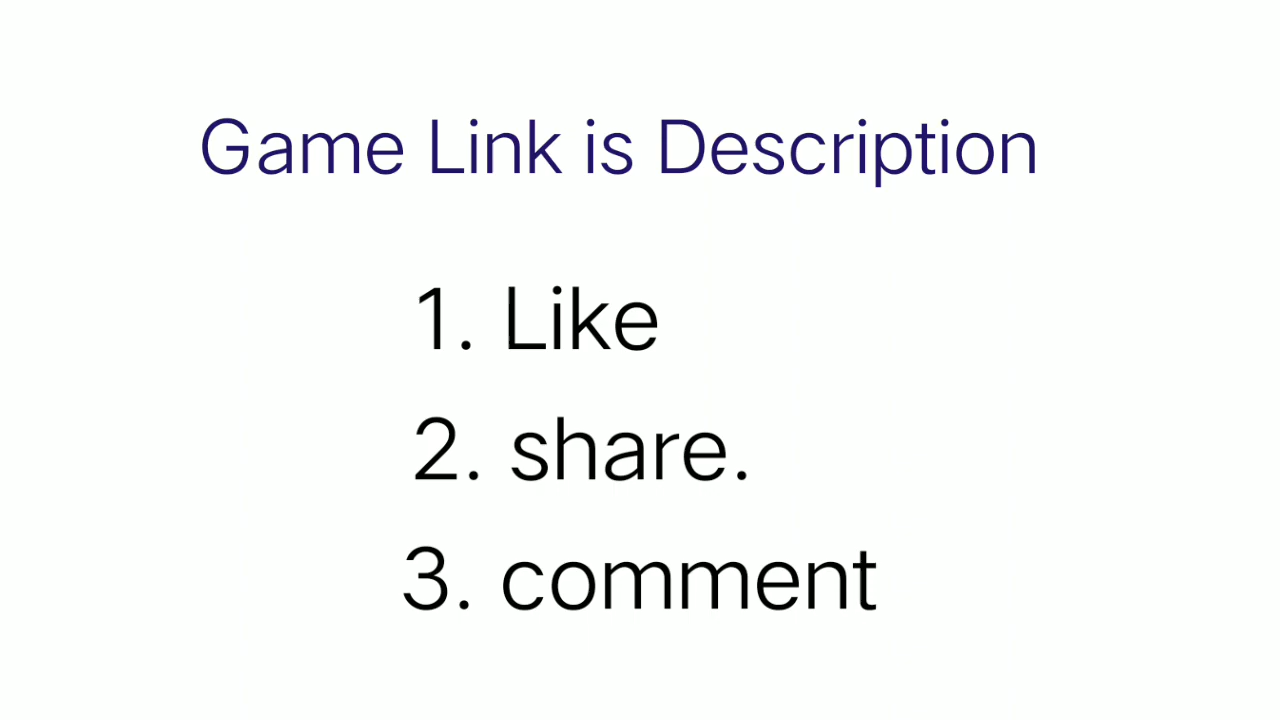 Game Link is Description
1. Like
2. share.
3. comment